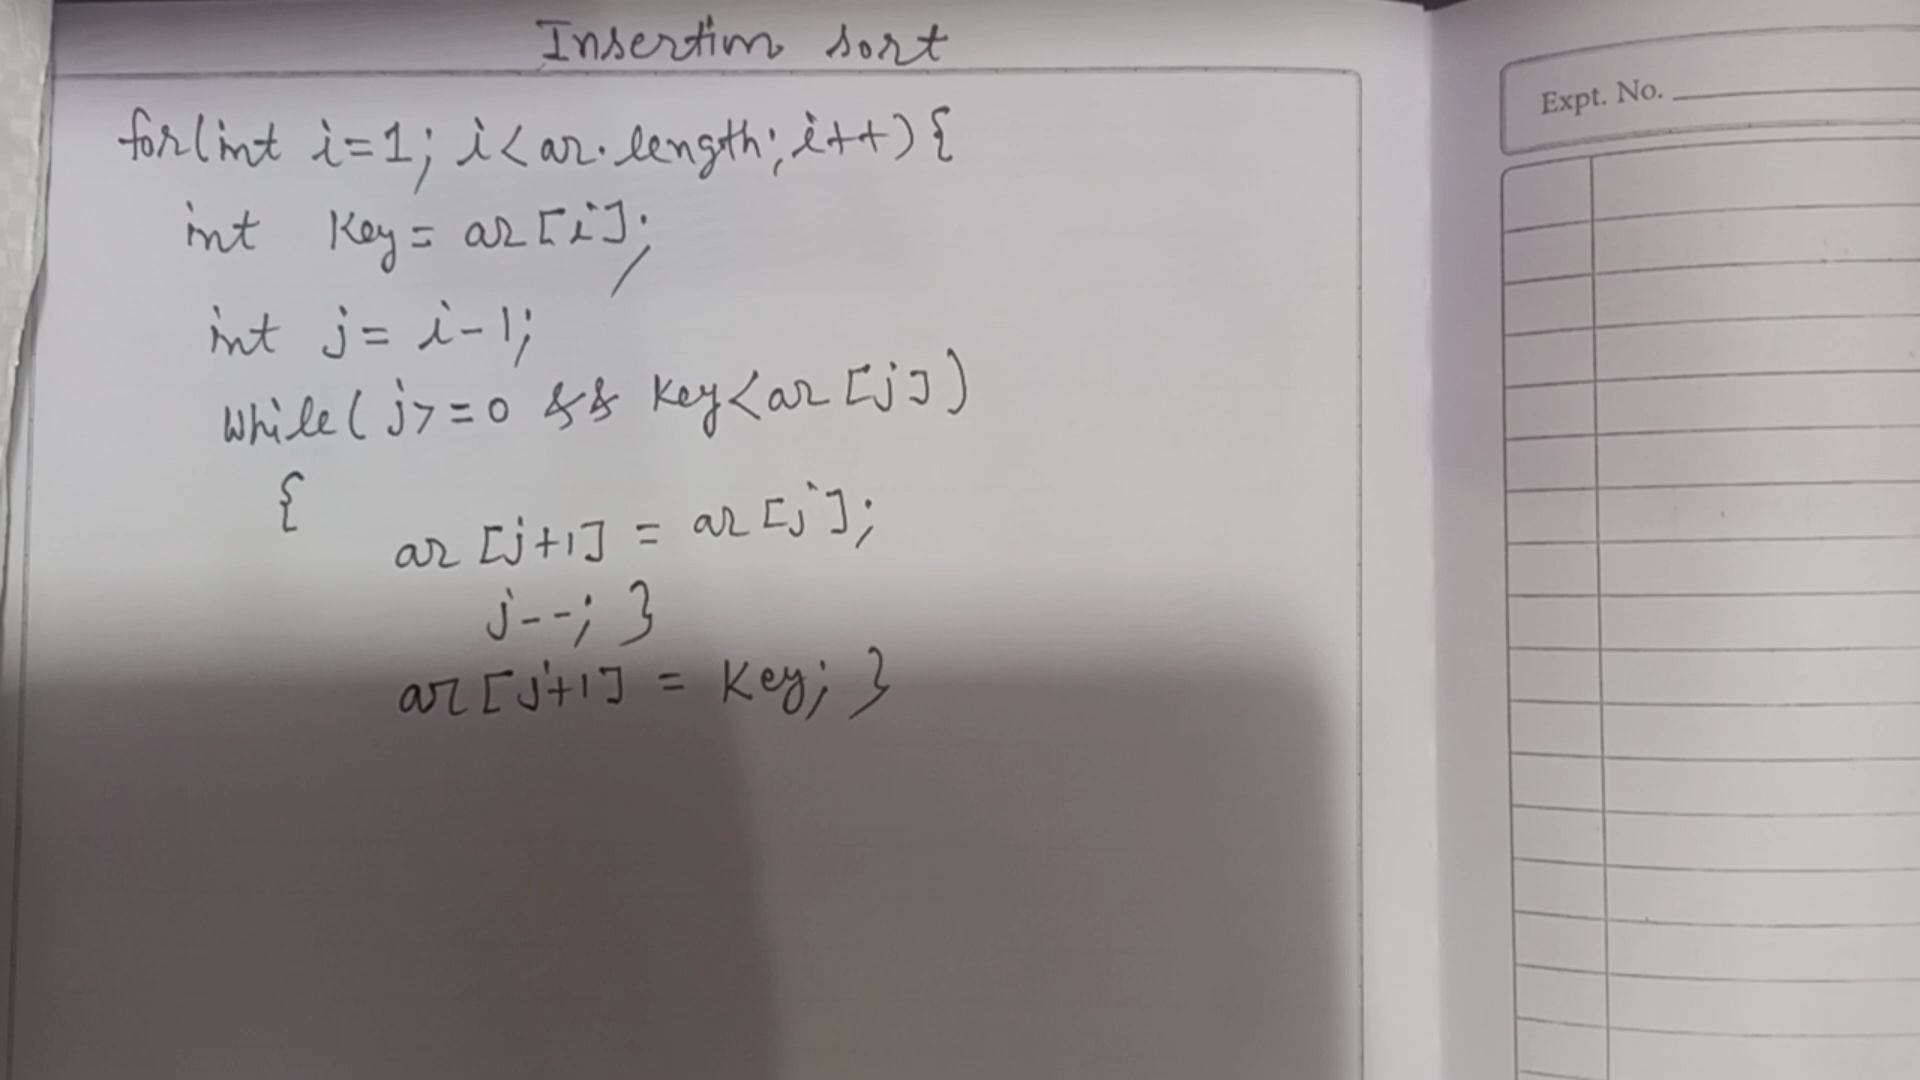 Insertion sort
for(int i=1; i<ar.length; i++){
int key= ar[i];
int j= i-1;
while(j>=0 && key<ar[j])
{
ar[j+1] = ar[j];
j--; }
ar[j+1] = key; }
Expt. No.